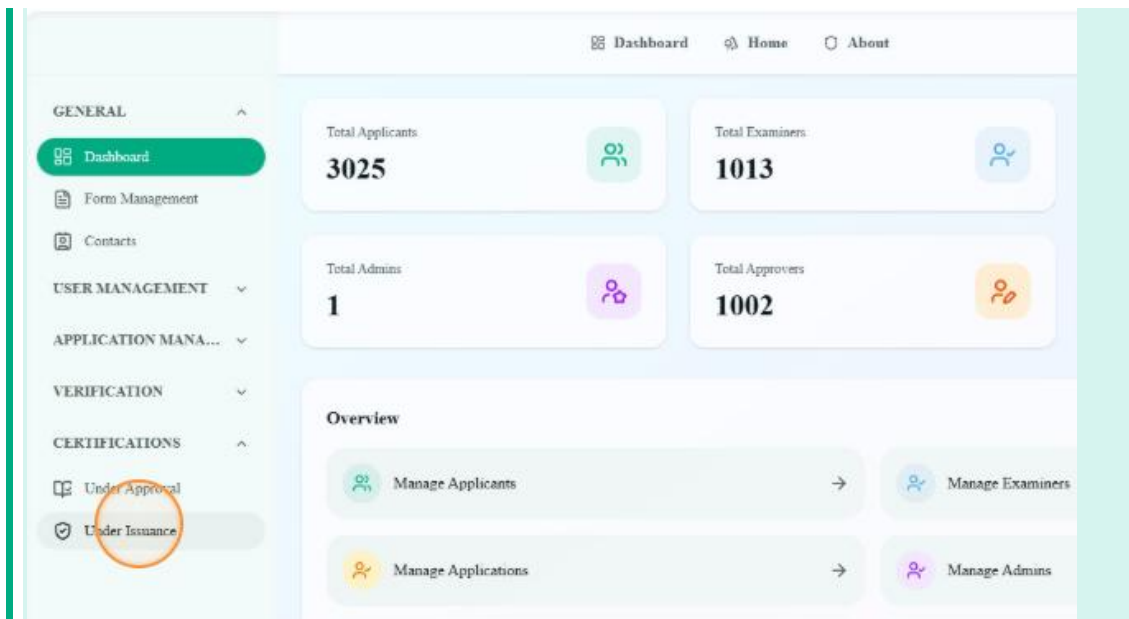 Dashboard Home About
GENERAL
Dashboard
Form Management
Contacts
USER MANAGEMENT
APPLICATION MANA...
VERIFICATION
CERTIFICATIONS
Under Approval
Under Issuance
Total Applicants
3025
Total Examiners
1013
Total Admins
1
Total Approvers
1002
Overview
Manage Applicants
Manage Examiners
Manage Applications
Manage Admins